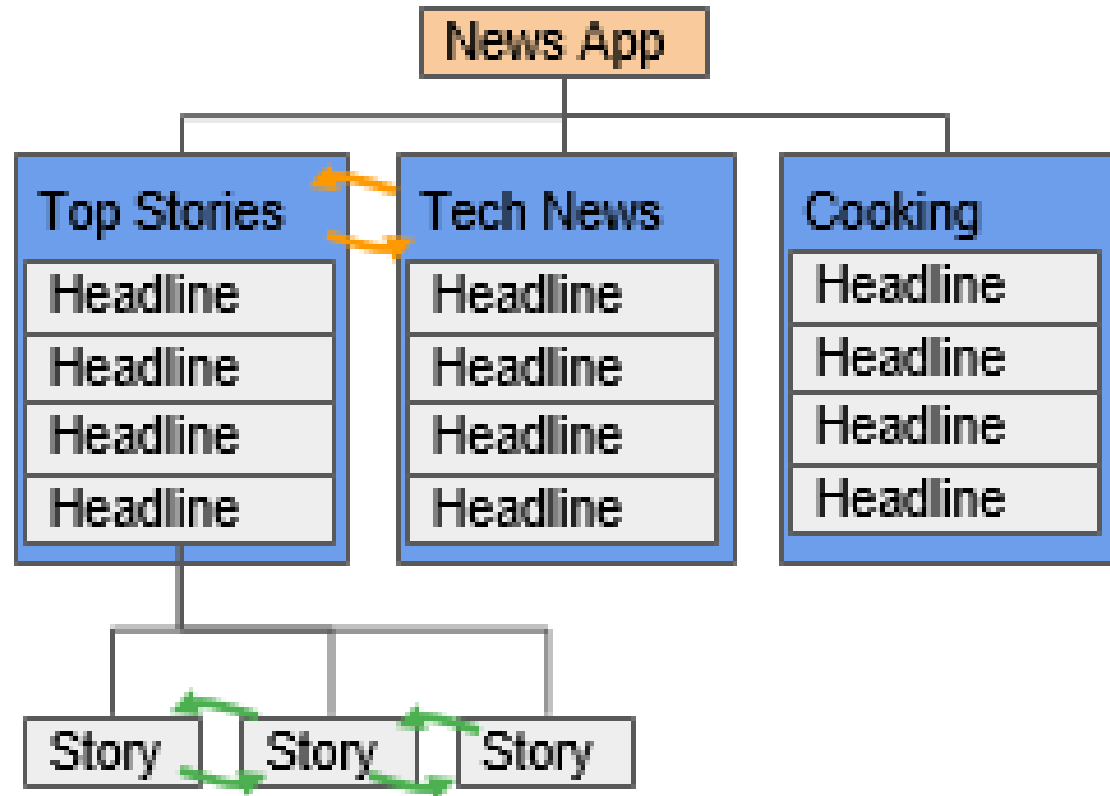 News App
Top Stories
Headline
Headline
Headline
Headline
Tech News
Headline
Headline
Headline
Headline
Cooking
Headline
Headline
Headline
Headline
Story
Story
Story